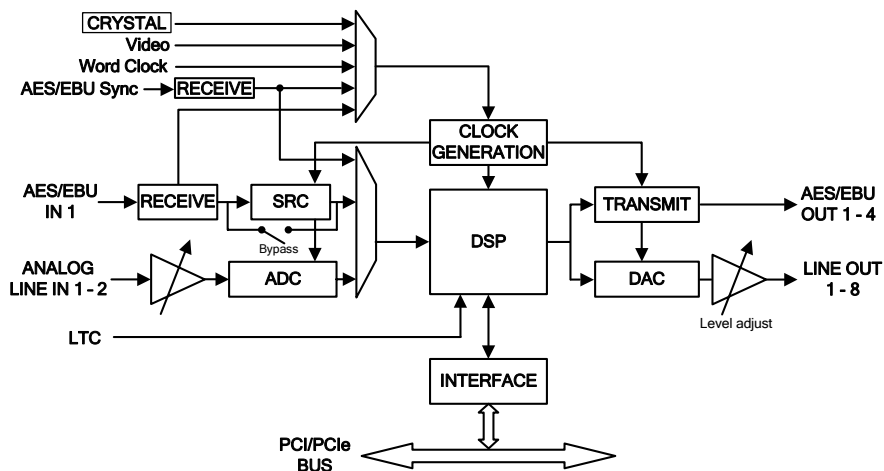 CRYSTAL
Video
Word Clock
AES/EBU Sync
RECEIVE
CLOCK
GENERATION
AES/EBU
IN 1
RECEIVE
SRC
Bypass
DSP
TRANSMIT
AES/EBU
OUT 1 - 4
ANALOG
LINE IN 1 - 2
ADC
DAC
Level adjust
LINE OUT
1 - 8
LTC
INTERFACE
PCI/PCIe
BUS